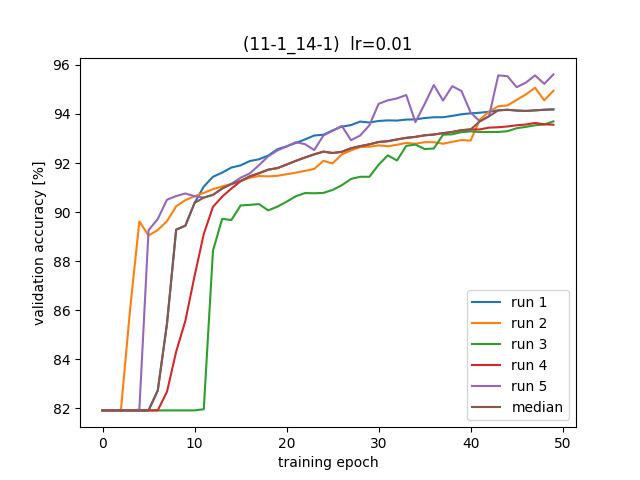 (11-1_14-1)  lr=0.01
validation accuracy [%]
96
94
92
90
88
86
84
82
0
10
20
30
40
50
training epoch
run 1
run 2
run 3
run 4
run 5
median